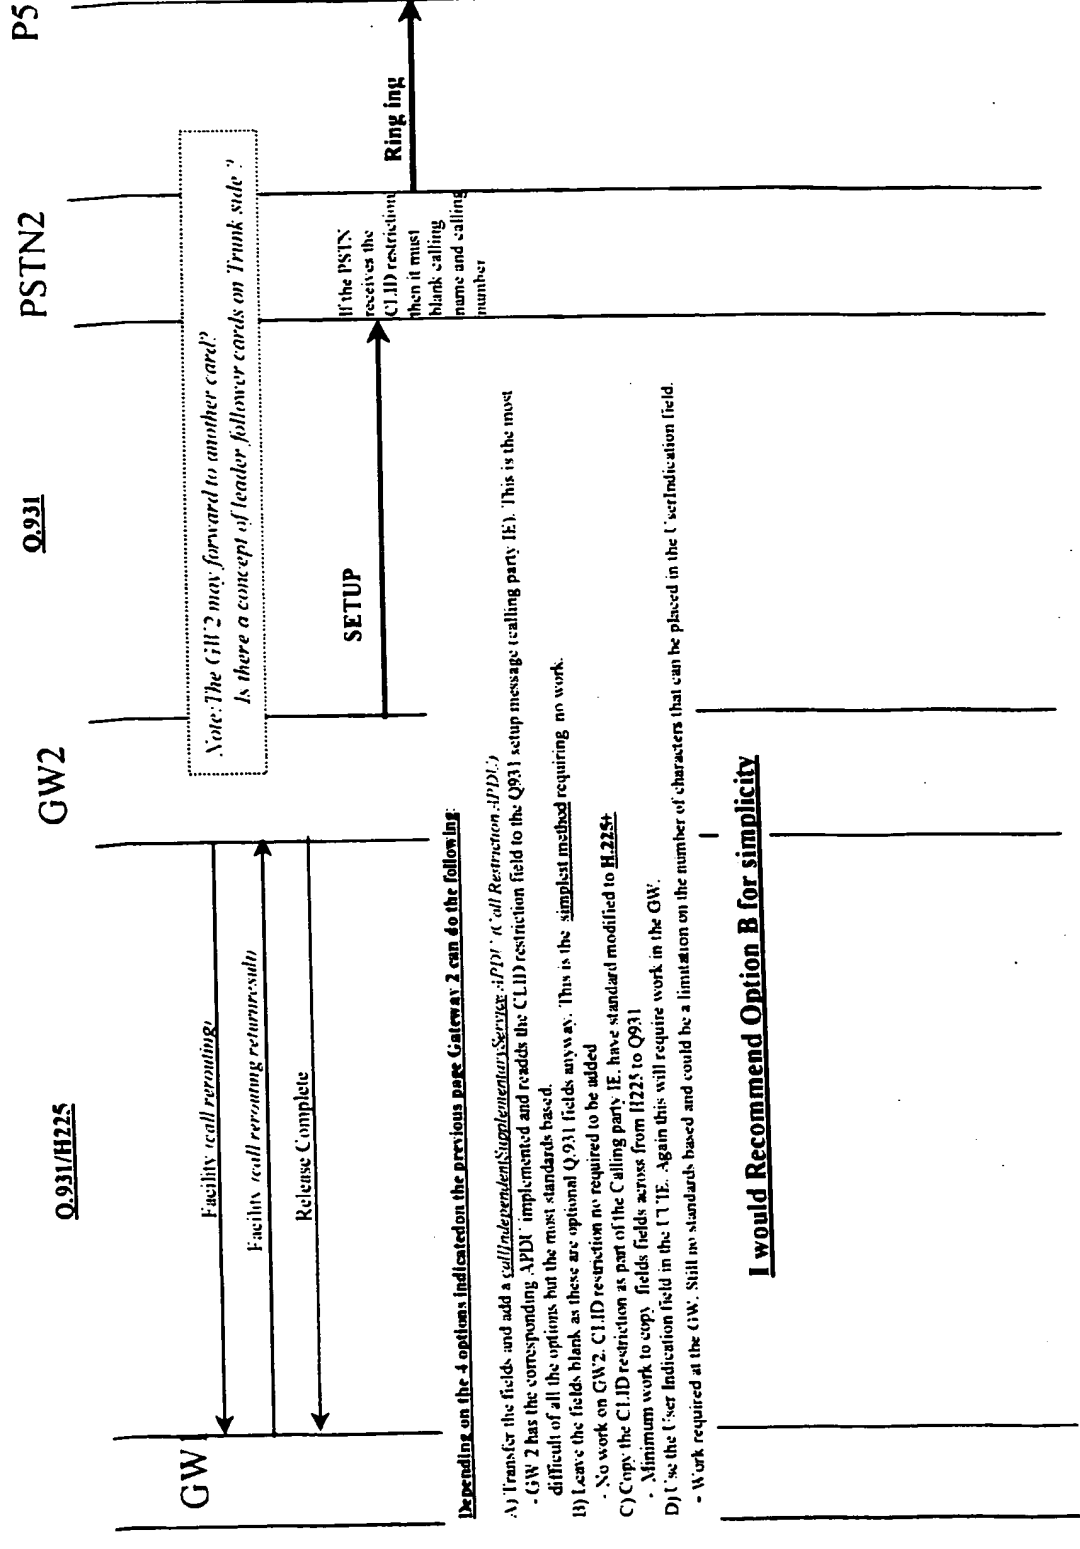 Q.931/H225
Q.931
GW
GW2
PSTN2
P5
Facility (call rerouting)
Facility (call rerouting returnresult)
Release Complete
Note: The GW2 may forward to another card?
Is there a concept of leader follower cards on Trunk side ?
SETUP
If the PSTN
receives the
CLID restriction
then it must
blank calling
name and calling
number
Ring ing
Depending on the 4 options indicatedon the previous page Gateway 2 can do the following:
A) Transfer the fields and add a callIndependentSupplementaryService APDU (Call Restriction APDU)
- GW 2 has the corresponding APDU implemented and readds the CLID restriction field to the Q931 setup message (calling party IE). This is the most
difficult of all the options but the most standards based.
B) Leave the fields blank as these are optional Q.931 fields anyway. This is the simplest method requiring no work.
- No work on GW2. CLID restriction no required to be added
C) Copy the CLID restriction as part of the Calling party IE. have standard modified to H.225+
- Minimum work to copy fields fields across from H225 to Q931
D) Use the User Indication field in the UUIE. Again this will require work in the GW.
- Work required at the GW. Still no standards based and could be a limitation on the number of characters that can be placed in the UserIndication field.
I would Recommend Option B for simplicity